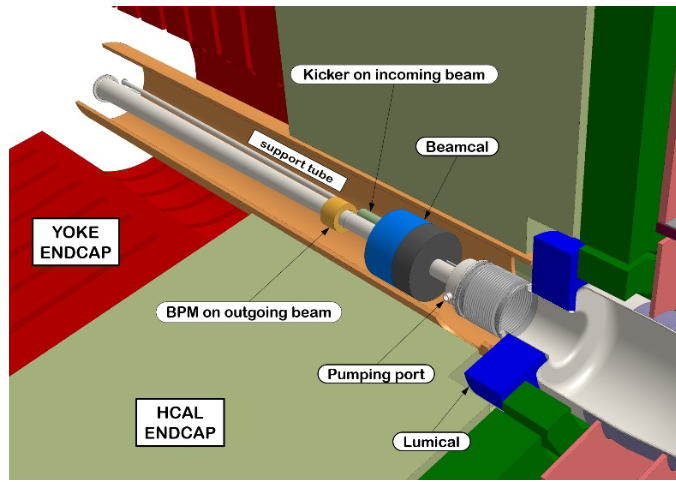 Kicker on incoming beam
Beamcal
support tube
YOKE
ENDCAP
BPM on outgoing beam
Pumping port
HCAL
ENDCAP
Lumical